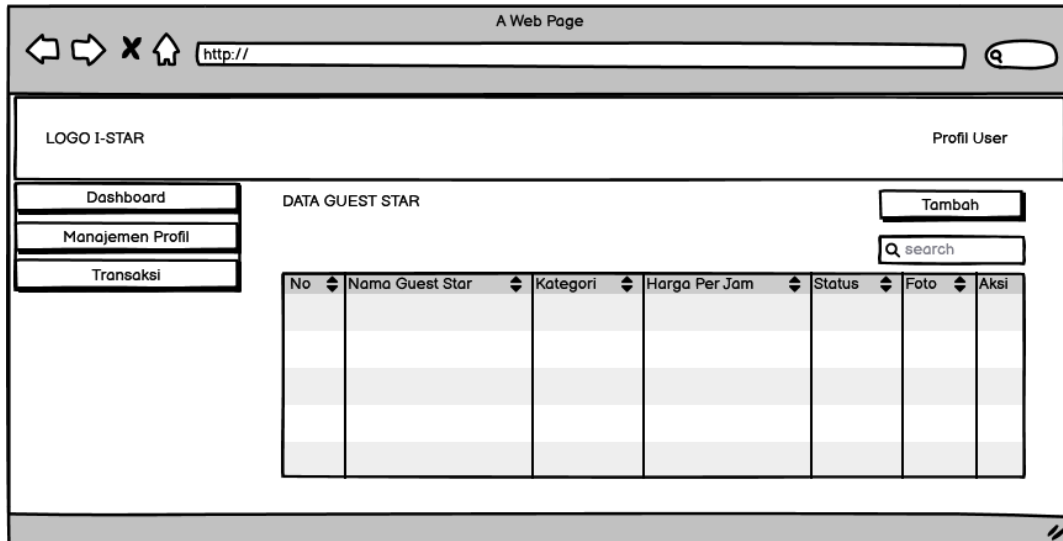 A Web Page
http://
LOGO I-STAR
Profil User
Dashboard
DATA GUEST STAR
Tambah
Manajemen Profil
search
Transaksi
No Nama Guest Star Kategori Harga Per Jam Status Foto Aksi